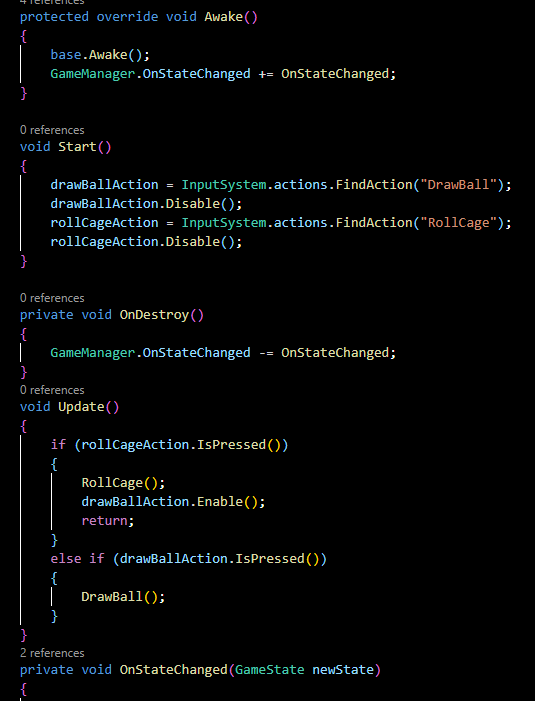 4 references
protected override void Awake()
{
base.Awake();
GameManager.OnStateChanged += OnStateChanged;
}
0 references
void Start()
{
drawBallAction = InputSystem.actions.FindAction("DrawBall");
drawBallAction.Disable();
rollCageAction = InputSystem.actions.FindAction("RollCage");
rollCageAction.Disable();
}
0 references
private void OnDestroy()
{
GameManager.OnStateChanged -= OnStateChanged;
}
0 references
void Update()
{
if (rollCageAction.IsPressed())
{
RollCage();
drawBallAction.Enable();
return;
}
else if (drawBallAction.IsPressed())
{
DrawBall();
}
}
2 references
private void OnStateChanged(GameState newState)
{